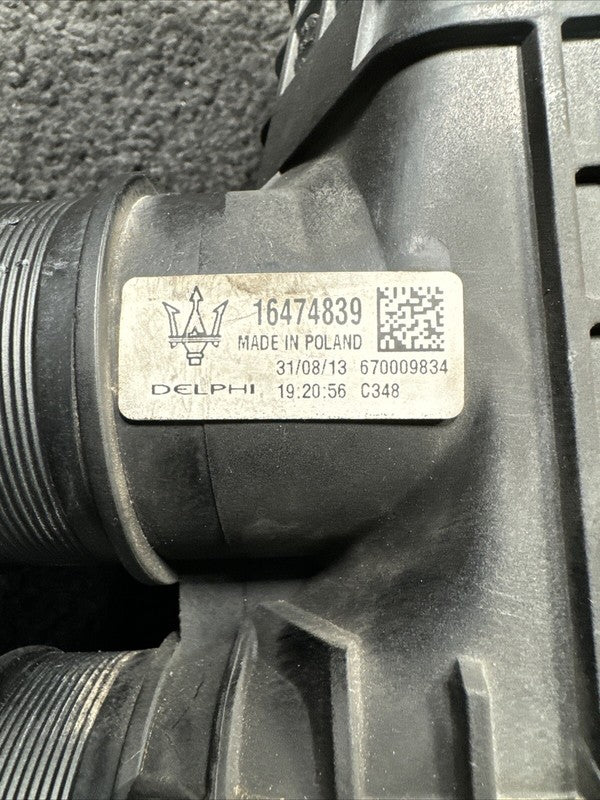 16474839
MADE IN POLAND
31/08/13 670009834
DELPHI 19:20:56 C348